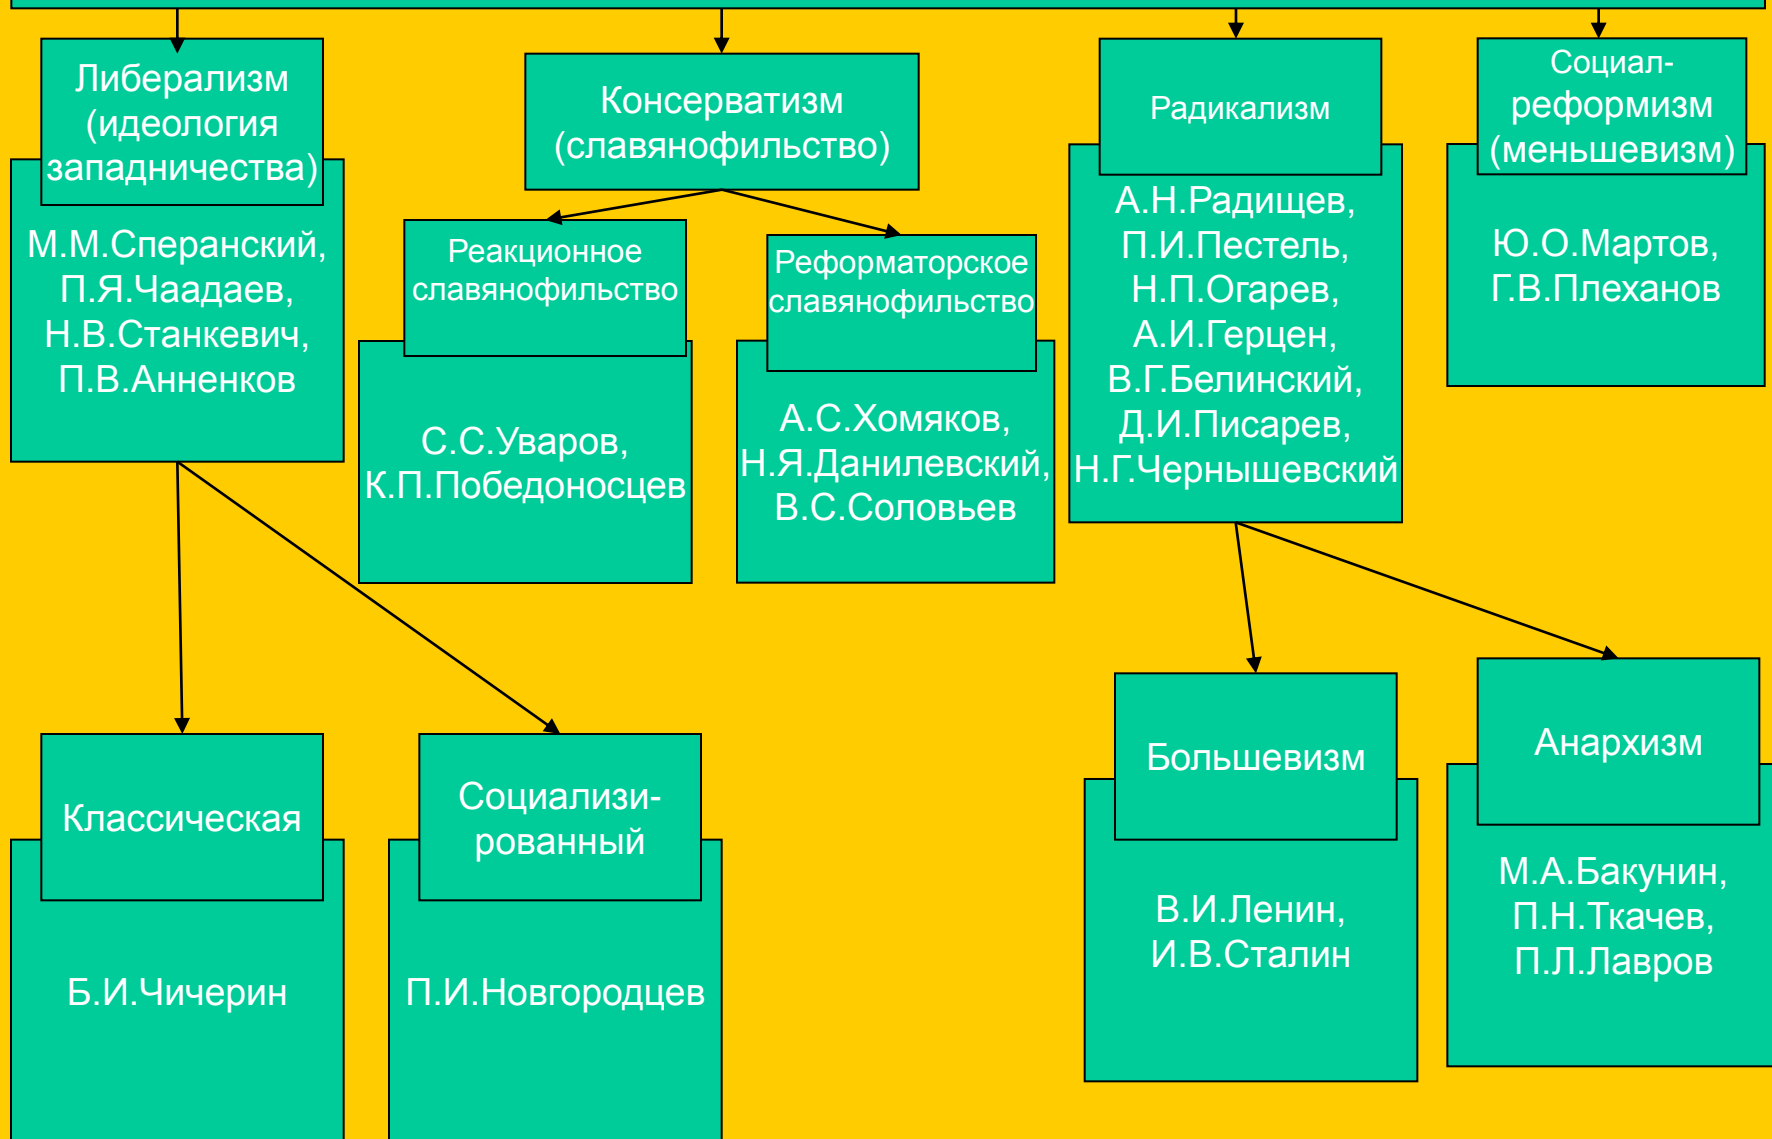 Либерализм
(идеология
западничества)
М.М.Сперанский,
П.Я.Чаадаев,
Н.В.Станкевич,
П.В.Анненков
Консерватизм
(славянофильство)
Реакционное
славянофильство
С.С.Уваров,
К.П.Победоносцев
Реформаторское
славянофильство
А.С.Хомяков,
Н.Я.Данилевский,
В.С.Соловьев
Радикализм
А.Н.Радищев,
П.И.Пестель,
Н.П.Огарев,
А.И.Герцен,
В.Г.Белинский,
Д.И.Писарев,
Н.Г.Чернышевский
Социал-
реформизм
(меньшевизм)
Ю.О.Мартов,
Г.В.Плеханов
Классическая
Б.И.Чичерин
Социализи-
рованный
П.И.Новгородцев
Большевизм
В.И.Ленин,
И.В.Сталин
Анархизм
М.А.Бакунин,
П.Н.Ткачев,
П.Л.Лавров